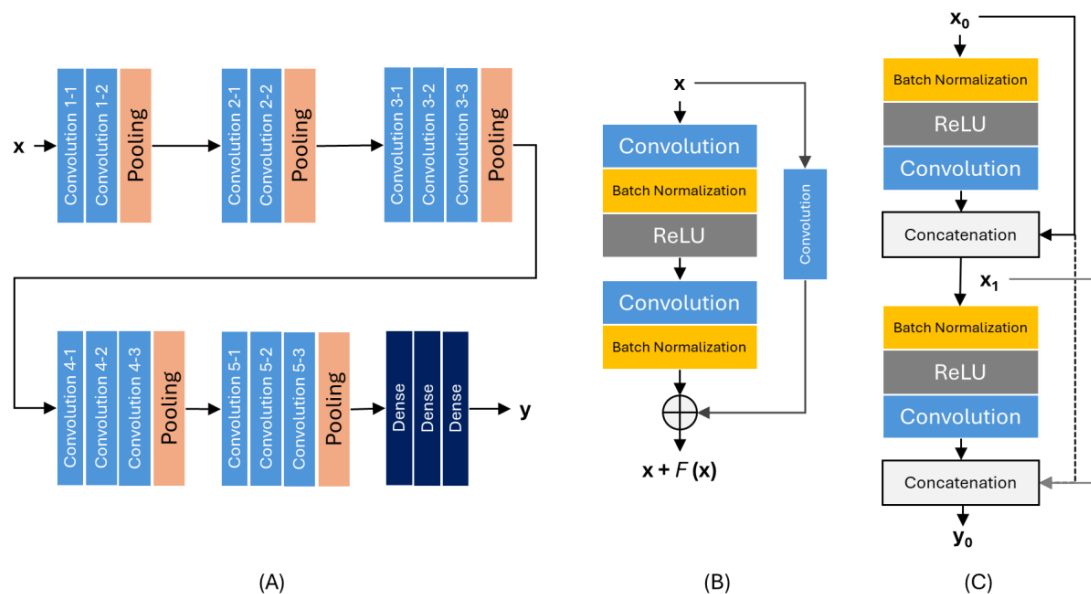 x
Convolution 1-1
Convolution 1-2
Pooling
Convolution 2-1
Convolution 2-2
Pooling
Convolution 3-1
Convolution 3-2
Convolution 3-3
Pooling
Convolution 4-1
Convolution 4-2
Convolution 4-3
Pooling
Convolution 5-1
Convolution 5-2
Convolution 5-3
Pooling
Dense
Dense
Dense
y
(A)
x
Convolution
Batch Normalization
ReLU
Convolution
Convolution
Batch Normalization
x + F (x)
(B)
x₀
Batch Normalization
ReLU
Convolution
Concatenation
x₁
Batch Normalization
ReLU
Convolution
Concatenation
y₀
(C)